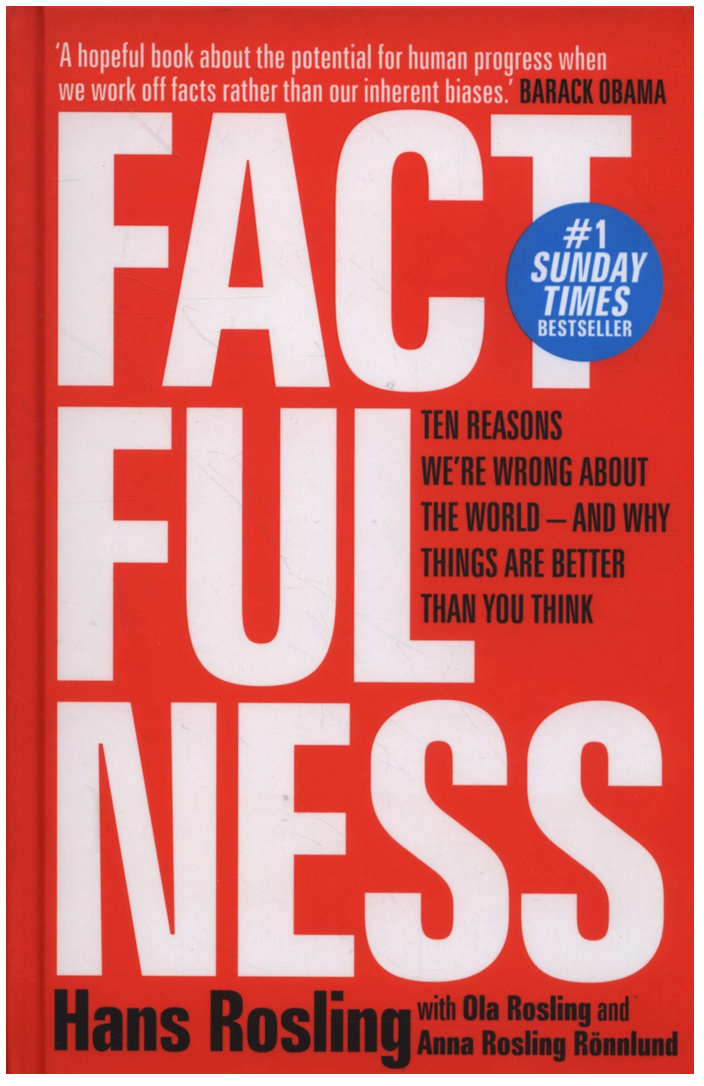 'A hopeful book about the potential for human progress when
we work off facts rather than our inherent biases.' BARACK OBAMA
FACT
#1
SUNDAY
TIMES
BESTSELLER
FUL
TEN REASONS
WE'RE WRONG ABOUT
THE WORLD – AND WHY
THINGS ARE BETTER
THAN YOU THINK
NESS
Hans Rosling with Ola Rosling and
Anna Rosling Rönnlund